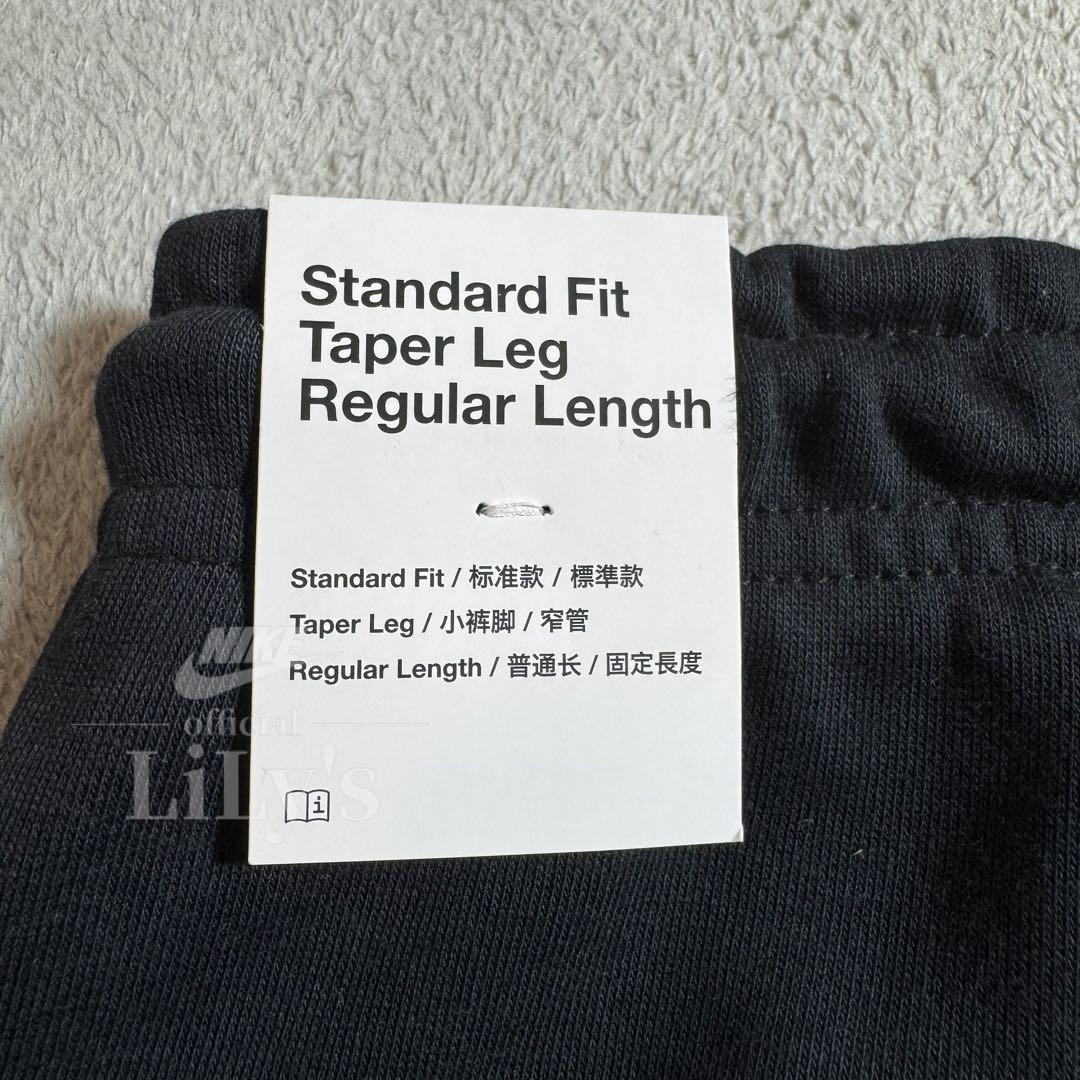 Standard Fit
Taper Leg
Regular Length
Standard Fit / 标准款 / 標準款
Taper Leg / 小裤脚 / 窄管
Regular Length / 普通长 / 固定長度
NIKE
official
LiLy's
i